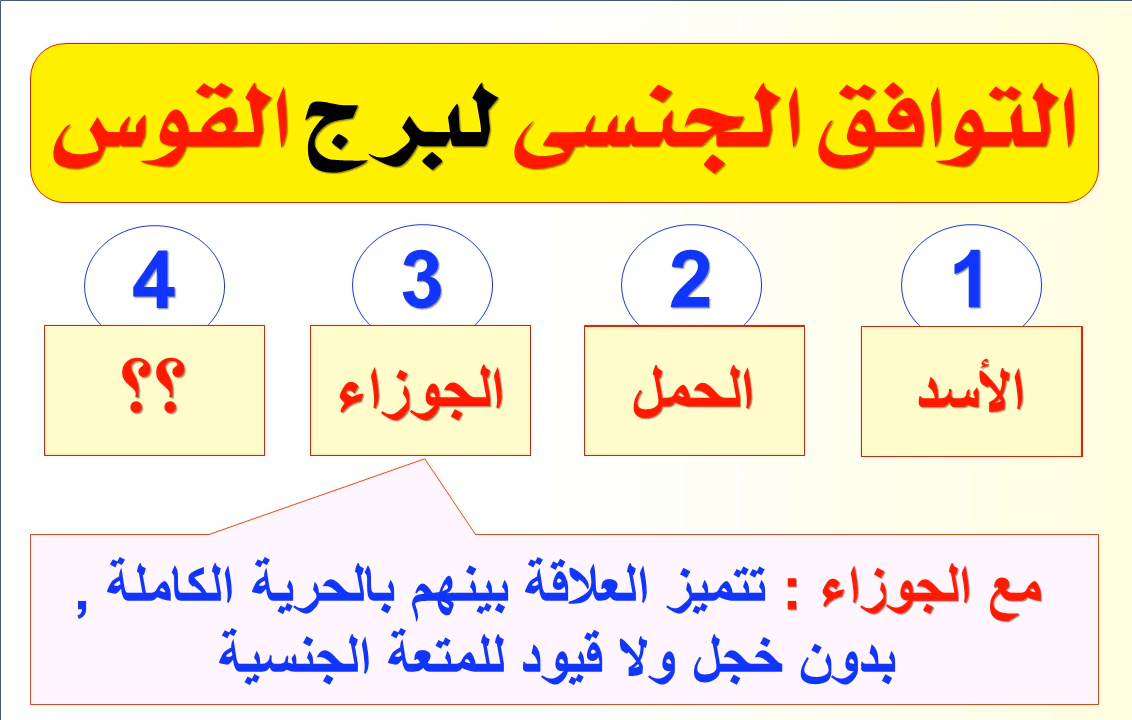 التوافق الجنسى لبرج القوس
1 2 3 4
الأسد الحمل الجوزاء ؟؟
مع الجوزاء : تتميز العلاقة بينهم بالحرية الكاملة ,
بدون خجل ولا قيود للمتعة الجنسية